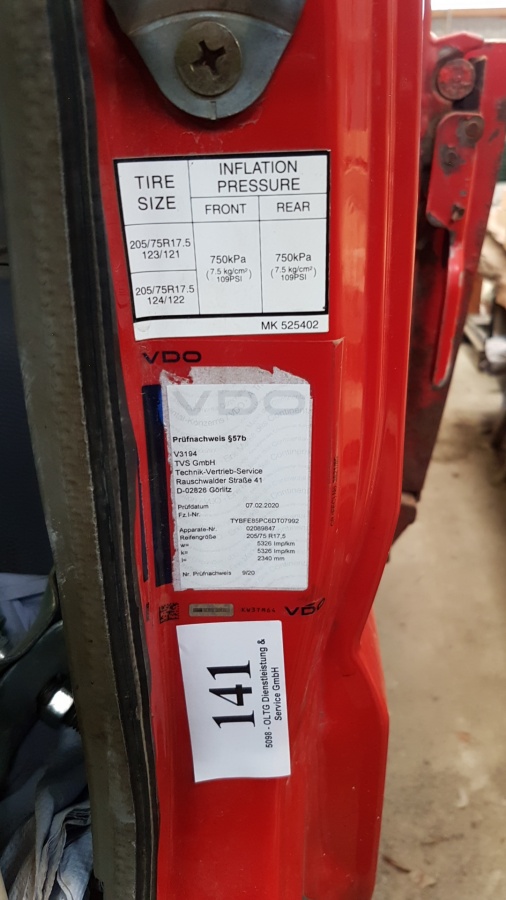 TIRE SIZE
INFLATION PRESSURE
FRONT REAR
205/75R17.5
123/121
205/75R17.5
124/122
750kPa
(7.5 kg/cm²)
109PSI
750kPa
(7.5 kg/cm²)
109PSI
MK 525402
VDO
VDO
Prüfnachweis §57b
V3194
TVS GmbH
Technik-Vertrieb-Service
Rauschwalder Straße 41
D-02826 Görlitz
Prüfdatum 07.02.2020
Fz.I-Nr.
TYBFE85PC6DT07992
Apparate-Nr. 02089847
Reifengröße 205/75 R17,5
w= 5326 Imp/km
k= 5326 Imp/km
l= 2340 mm
Nr. Prüfnachweis 9/20
VDO
141
5098 - OLTG Dienstleistung &
Service GmbH